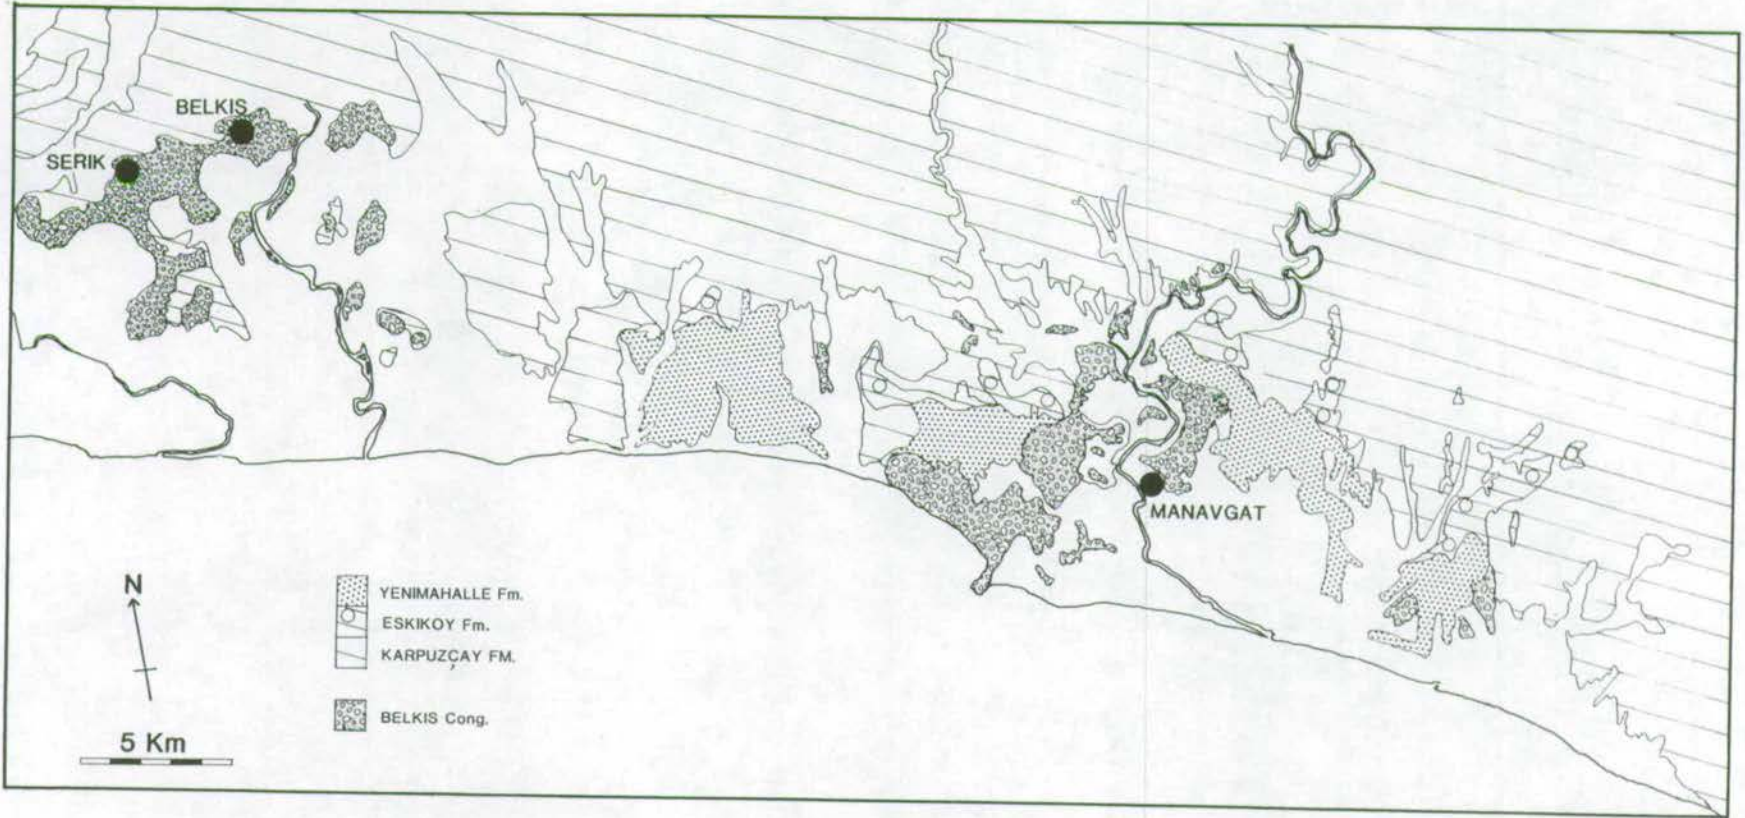 BELKIS
SERIK
MANAVGAT
N
YENIMAHALLE Fm.
ESKIKOY Fm.
KARPUZÇAY FM.
BELKIS Cong.
5 Km